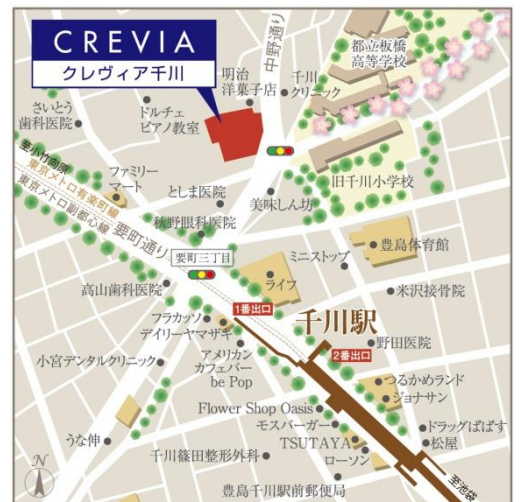 CREVIA
クレヴィア千川
中野通り
都立板橋
高等学校
明治
洋菓子店
千川
クリニック
さいとう
歯科医院
ドルチェ
ピアノ教室
至小竹向原
東京メトロ有楽町線
東京メトロ副都心線
ファミリー
マート
旧千川小学校
としま医院
美味しん坊
要町通り
秋野眼科医院
要町三丁目
ミニストップ
豊島体育館
高山歯科医院
ライフ
米沢接骨院
1番出口
千川駅
フラカッソ
デイリーヤマザキ
2番出口
野田医院
小宮デンタルクリニック
アメリカン
カフェバー
be Pop
つるかめランド
ジョナサン
Flower Shop Oasis
モスバーガー
ドラッグぱぱす
うな伸
TSUTAYA
松屋
千川篠田整形外科
ローソン
N
豊島千川駅前郵便局
至池袋